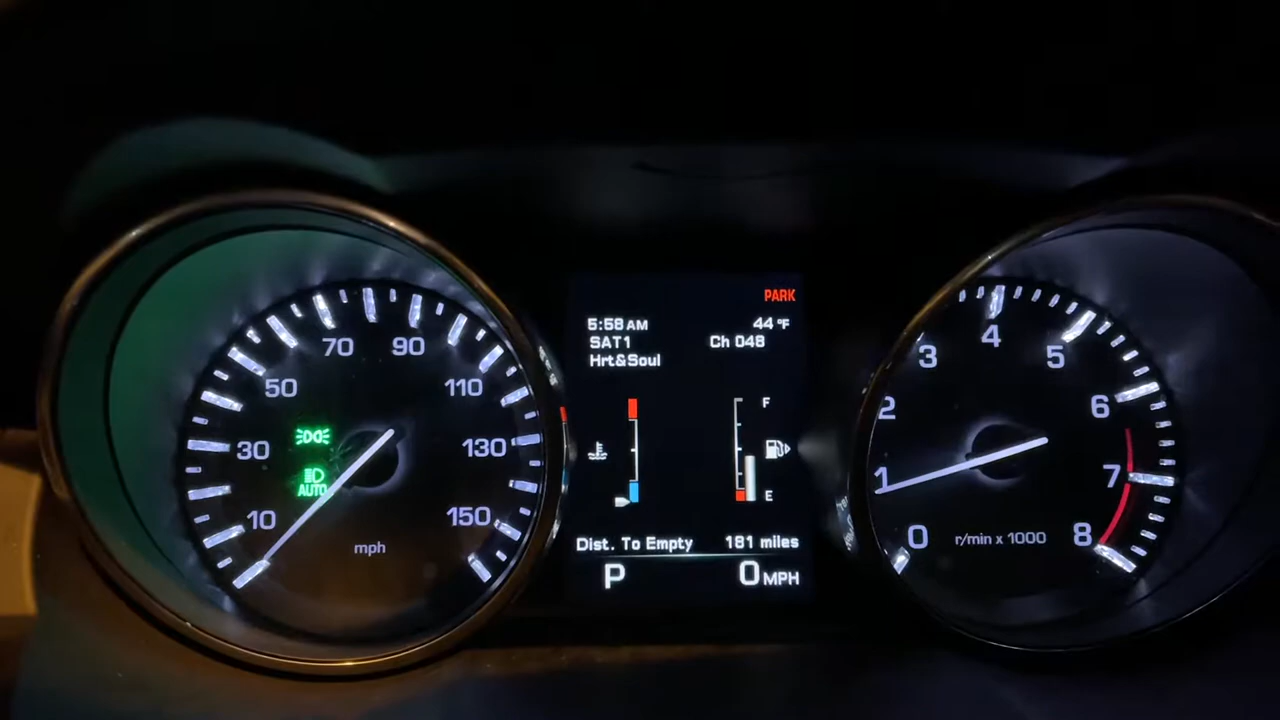 10
30
50
70
90
110
130
150
mph
AUTO
PARK
5:58 AM 44 °F
SAT1 Ch 048
Hrt&Soul
F
E
Dist. To Empty 181 miles
P 0 MPH
0
1
2
3
4
5
6
7
8
r/min x 1000